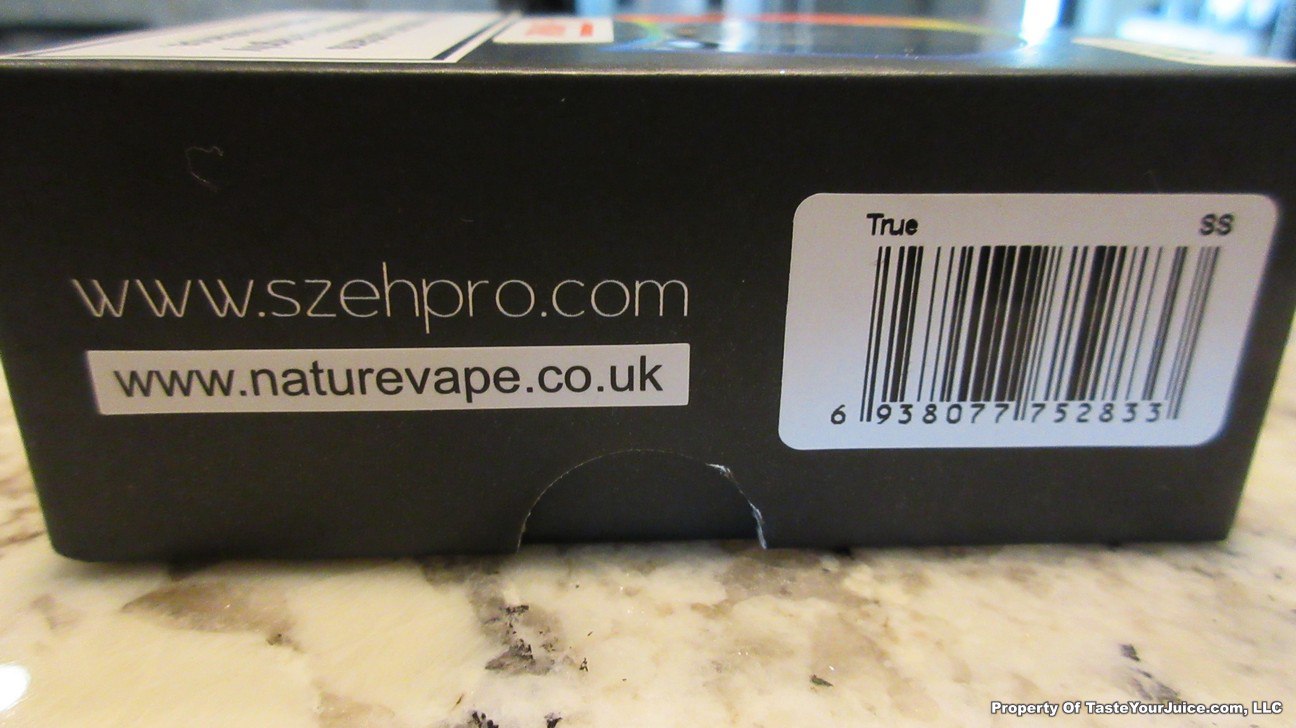 www.szehpro.com
www.naturevape.co.uk
True SS
6 938077 752833
Property Of TasteYourJuice.com, LLC